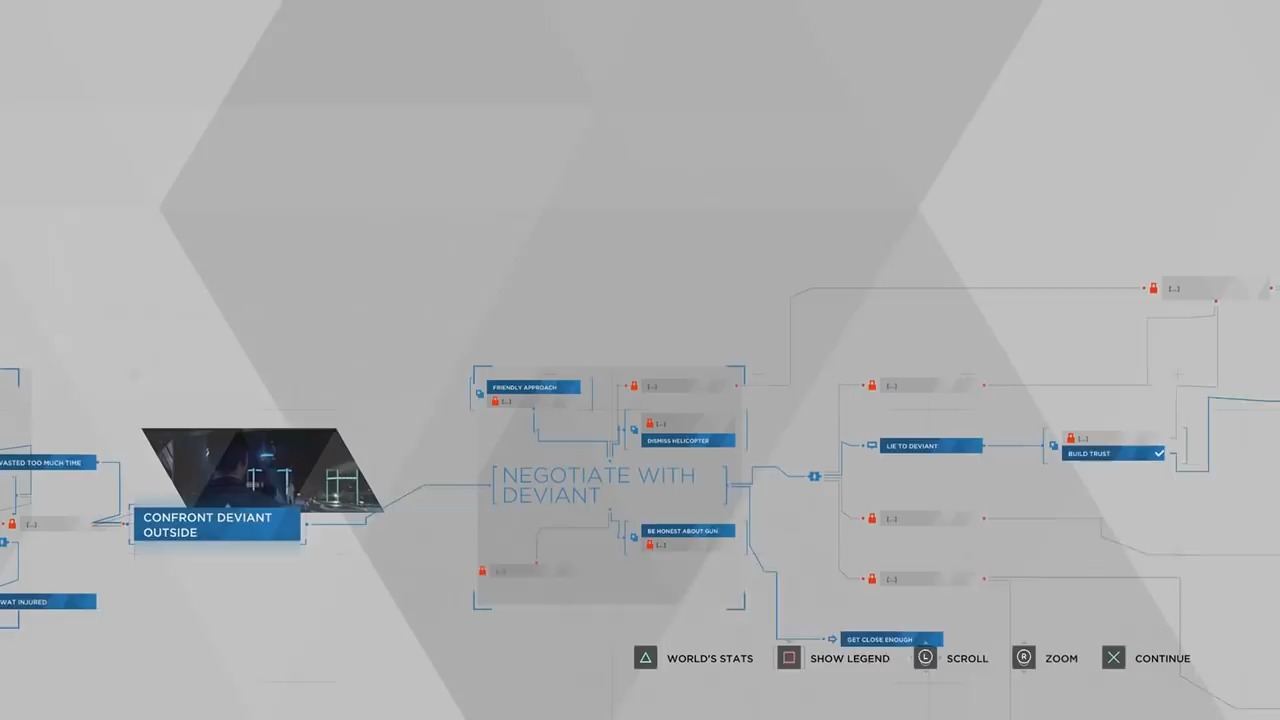 [...]
FRIENDLY APPROACH
[...]
[...]
[...]
[...]
DISMISS HELICOPTER
[...]
BUILD TRUST
LIE TO DEVIANT
WASTED TOO MUCH TIME
NEGOTIATE WITH
DEVIANT
[...]
CONFRONT DEVIANT
OUTSIDE
[...]
BE HONEST ABOUT GUN
[...]
[...]
[...]
WAT INJURED
GET CLOSE ENOUGH
WORLD'S STATS
SHOW LEGEND
L
SCROLL
R
ZOOM
CONTINUE